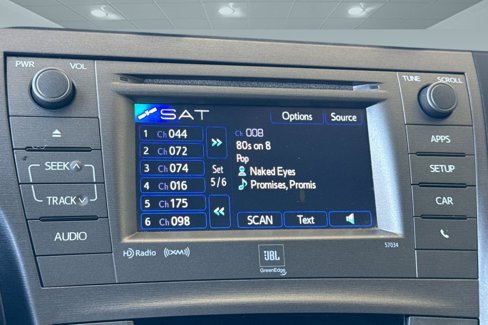 PWR VOL
TUNE SCROLL
SAT
Options Source
1 Ch 044
2 Ch 072
3 Ch 074
4 Ch 016
5 Ch 175
6 Ch 098
Set
5/6
Ch 008
80s on 8
Pop
Naked Eyes
Promises, Promis
SCAN Text
SEEK
TRACK
AUDIO
APPS
SETUP
CAR
HD Radio ((XM))
JBL
GreenEdge
57034